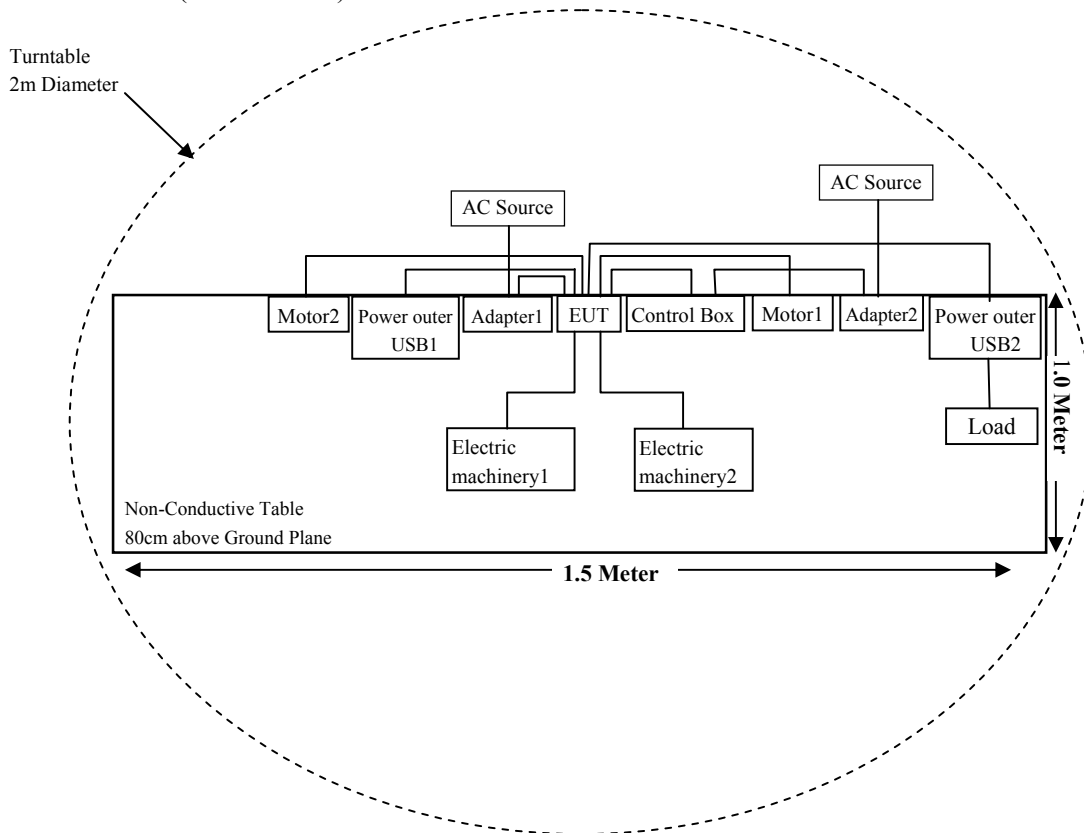 Turntable
2m Diameter
AC Source
AC Source
Motor2
Power outer
USB1
Adapter1
EUT
Control Box
Motor1
Adapter2
Power outer
USB2
1.0 Meter
Load
Electric
machinery1
Electric
machinery2
Non-Conductive Table
80cm above Ground Plane
1.5 Meter